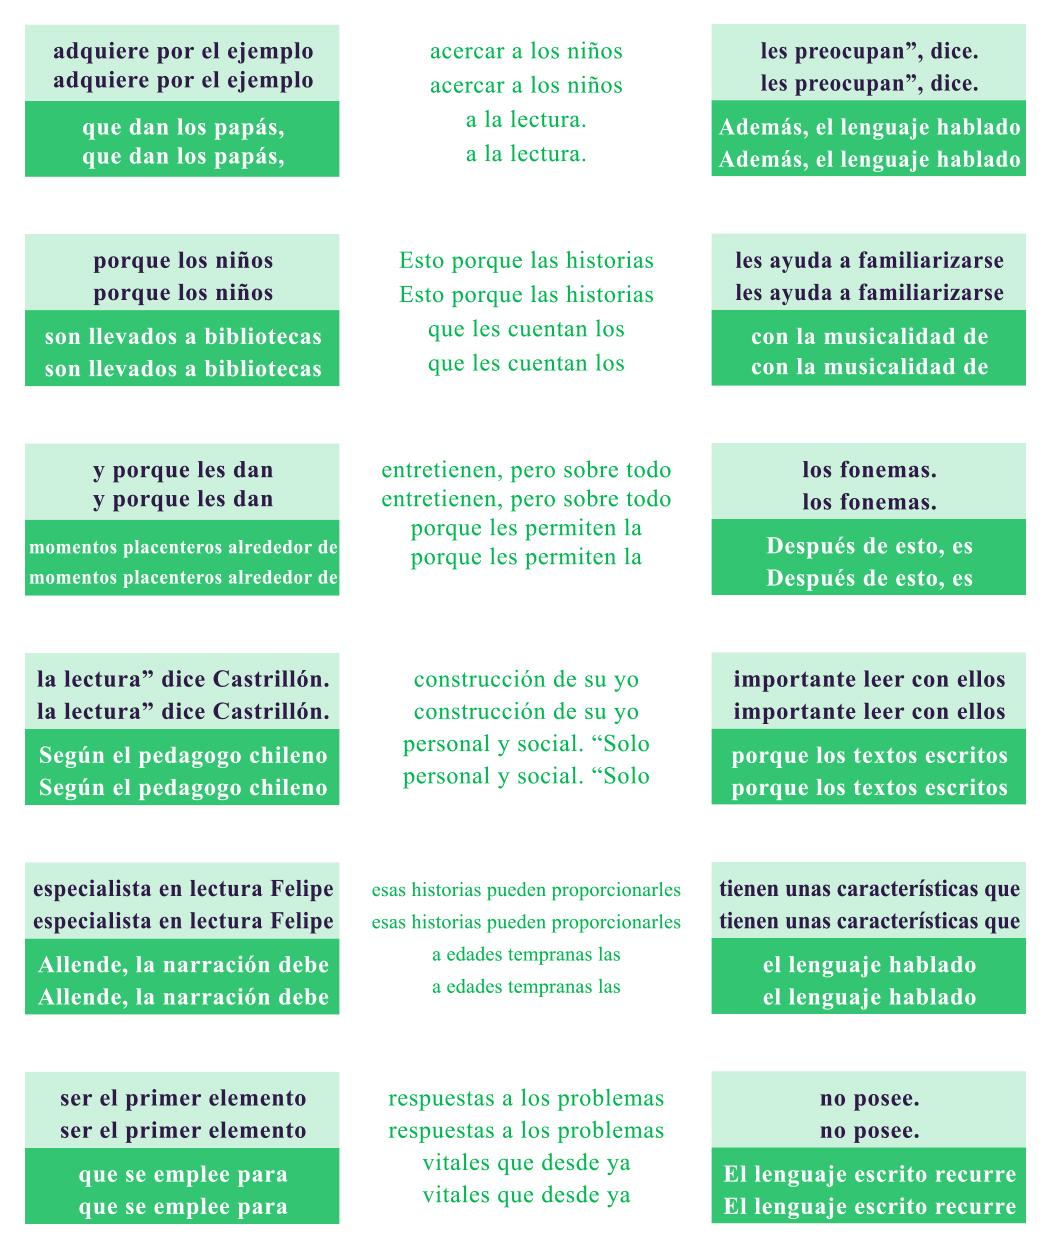 adquiere por el ejemplo
adquiere por el ejemplo
que dan los papás,
que dan los papás,
porque los niños
porque los niños
son llevados a bibliotecas
son llevados a bibliotecas
y porque les dan
y porque les dan
momentos placenteros alrededor de
momentos placenteros alrededor de
la lectura” dice Castrillón.
la lectura” dice Castrillón.
Según el pedagogo chileno
Según el pedagogo chileno
especialista en lectura Felipe
especialista en lectura Felipe
Allende, la narración debe
Allende, la narración debe
ser el primer elemento
ser el primer elemento
que se emplee para
que se emplee para
acercar a los niños
acercar a los niños
a la lectura.
a la lectura.
Esto porque las historias
Esto porque las historias
que les cuentan los
que les cuentan los
entretienen, pero sobre todo
entretienen, pero sobre todo
porque les permiten la
porque les permiten la
construcción de su yo
construcción de su yo
personal y social. “Solo
personal y social. “Solo
esas historias pueden proporcionarles
esas historias pueden proporcionarles
a edades tempranas las
a edades tempranas las
respuestas a los problemas
respuestas a los problemas
vitales que desde ya
vitales que desde ya
les preocupan”, dice.
les preocupan”, dice.
Además, el lenguaje hablado
Además, el lenguaje hablado
les ayuda a familiarizarse
les ayuda a familiarizarse
con la musicalidad de
con la musicalidad de
los fonemas.
los fonemas.
Después de esto, es
Después de esto, es
importante leer con ellos
importante leer con ellos
porque los textos escritos
porque los textos escritos
tienen unas características que
tienen unas características que
el lenguaje hablado
el lenguaje hablado
no posee.
no posee.
El lenguaje escrito recurre
El lenguaje escrito recurre